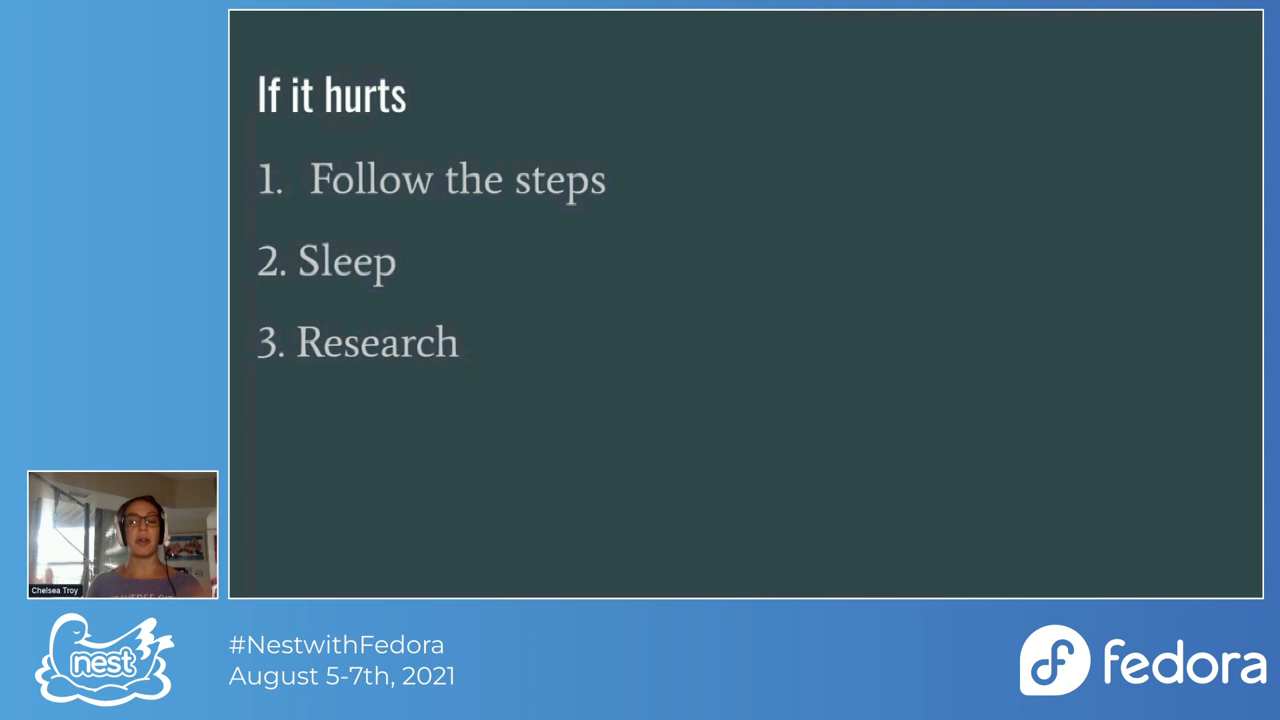 If it hurts
1. Follow the steps
2. Sleep
3. Research
Chelsea Troy
nest
#NestwithFedora
August 5-7th, 2021
fedora